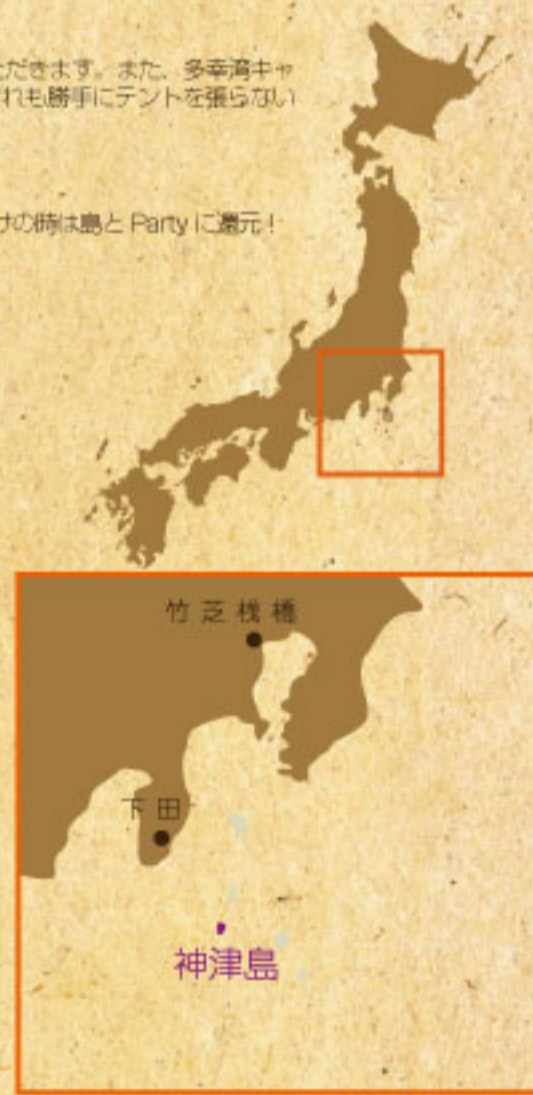 ただきます。また、多幸湾キャ
れも勝手にテントを張らない
けの時は島と Party に還元！
竹芝桟橋
下田
神津島